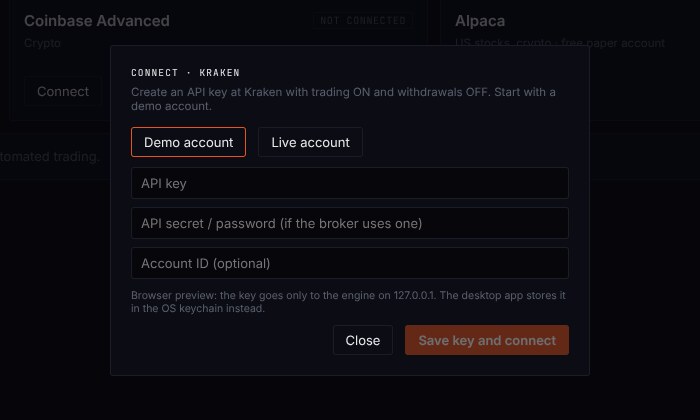 Coinbase Advanced
NOT CONNECTED
Alpaca
Crypto
US stocks, crypto · free paper account
Connect
tomated trading.
CONNECT · KRAKEN
Create an API key at Kraken with trading ON and withdrawals OFF. Start with a
demo account.
Demo account
Live account
API key
API secret / password (if the broker uses one)
Account ID (optional)
Browser preview: the key goes only to the engine on 127.0.0.1. The desktop app stores it
in the OS keychain instead.
Close
Save key and connect